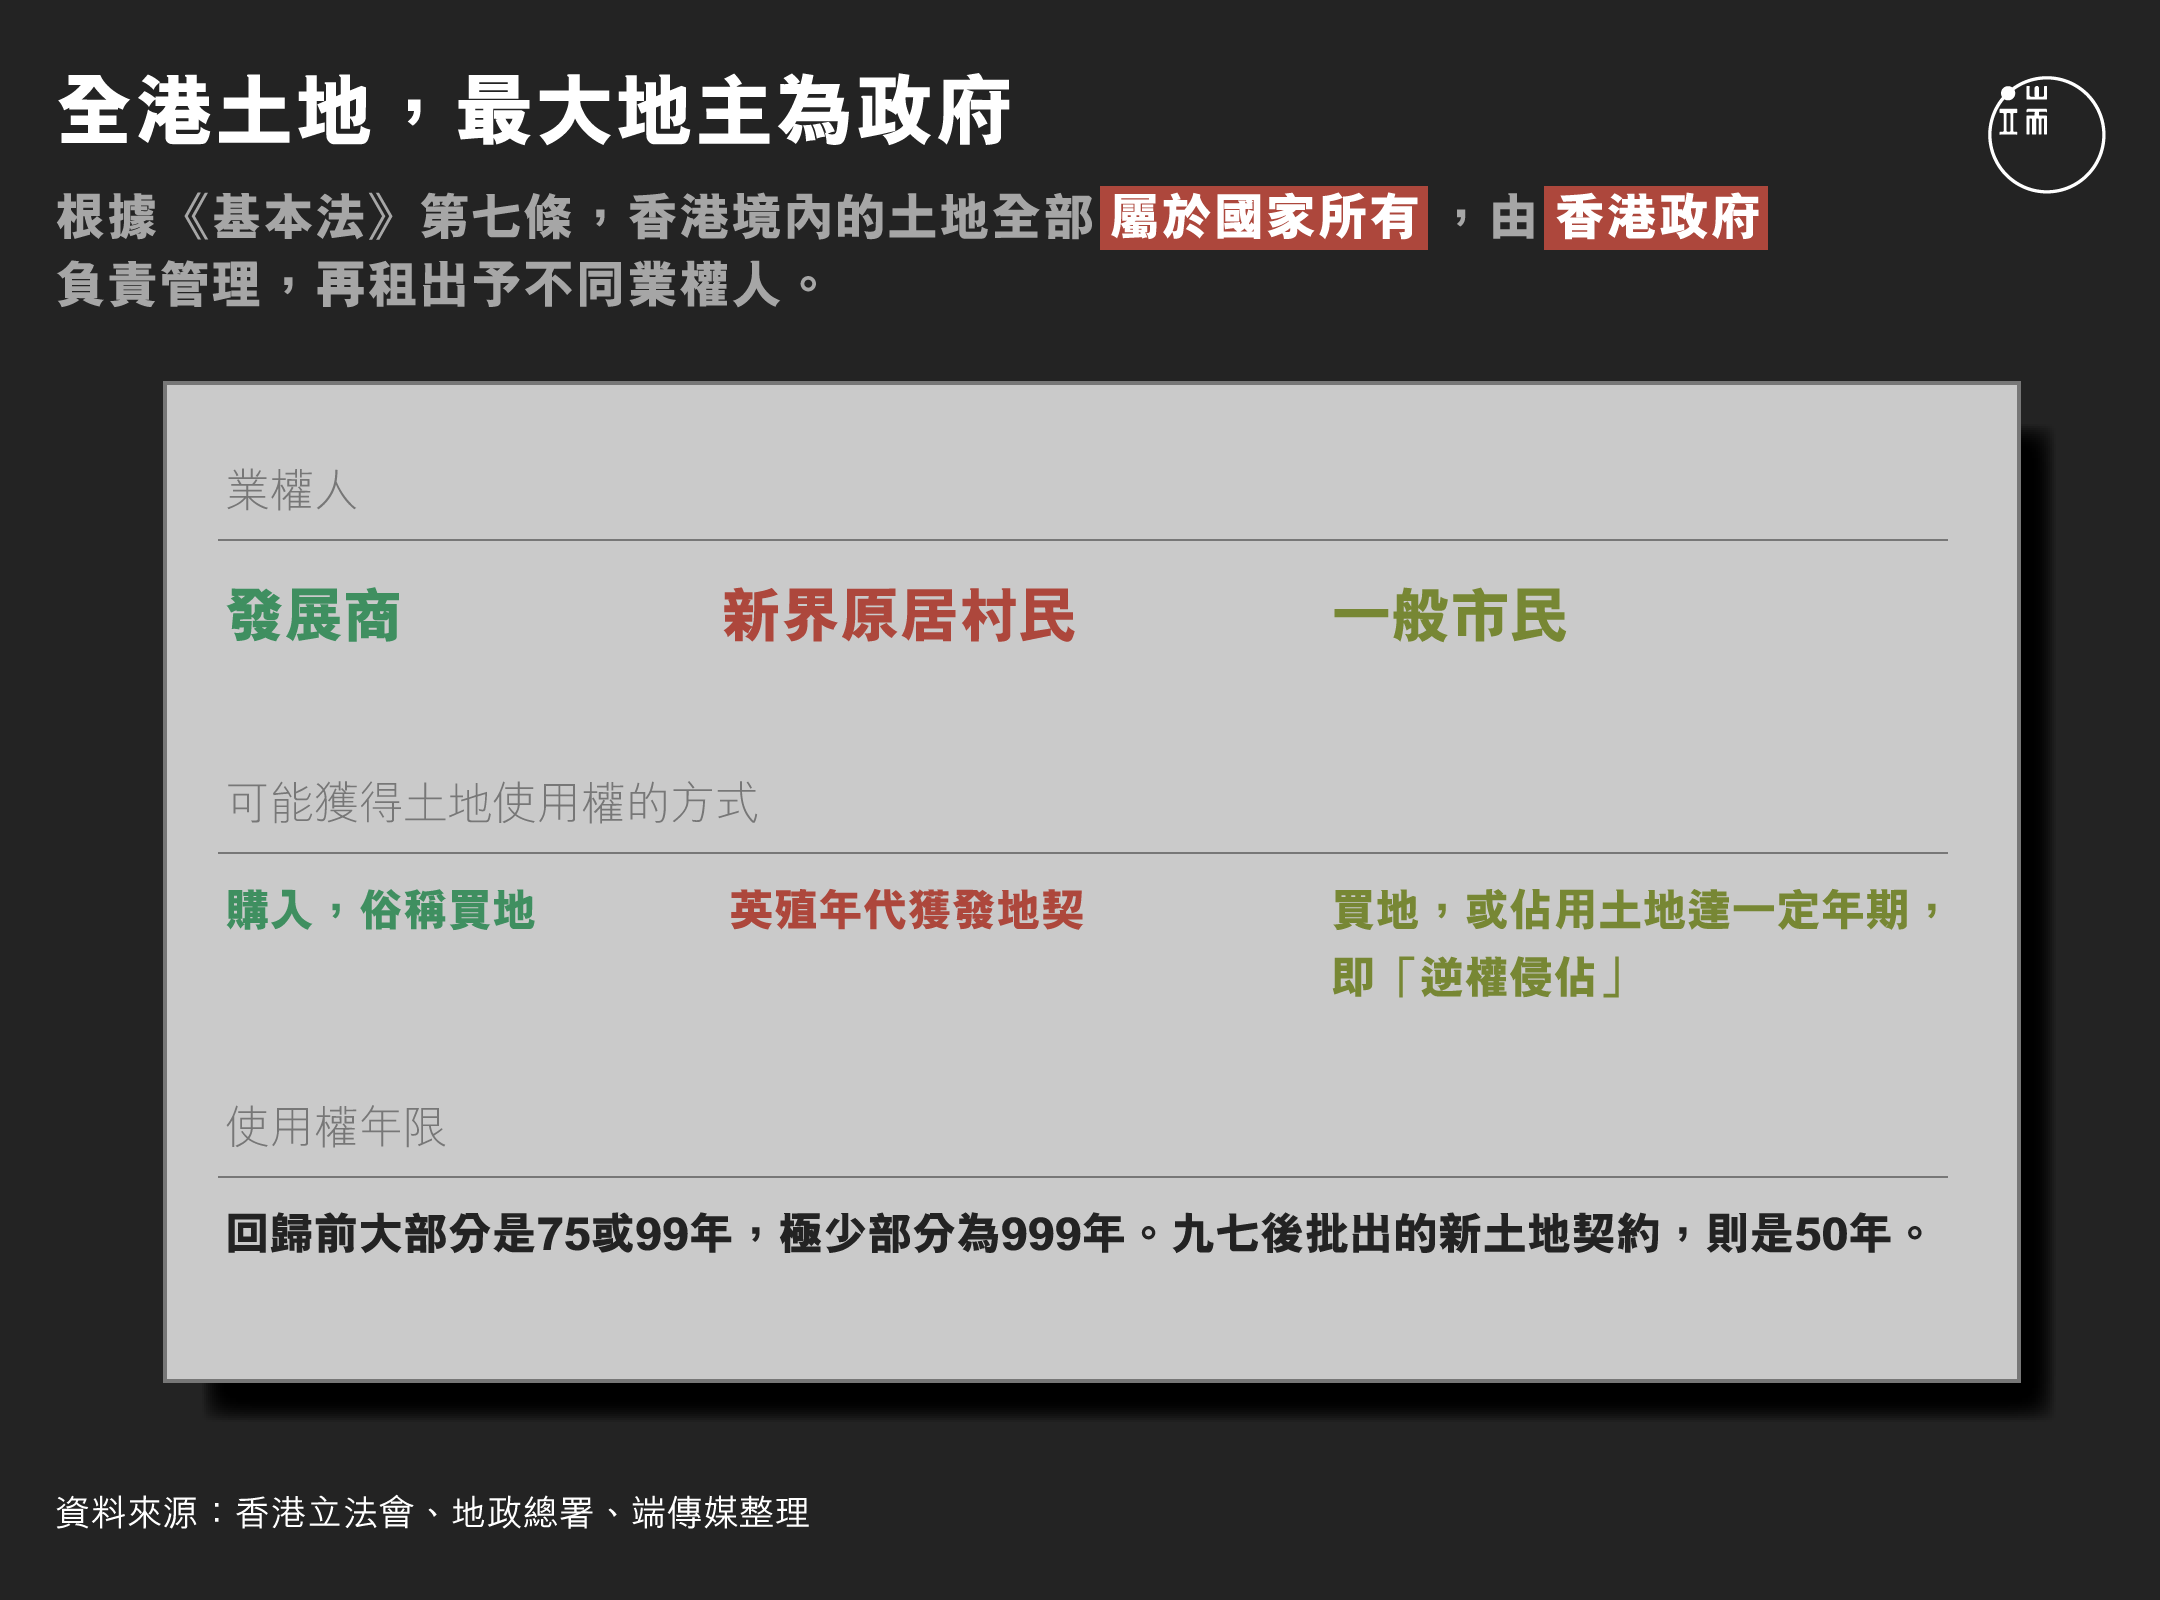 全港土地，最大地主為政府
端
根據《基本法》第七條，香港境內的土地全部屬於國家所有，由香港政府
負責管理，再租出予不同業權人。
業權人
發展商 新界原居村民 一般市民
可能獲得土地使用權的方式
購入，俗稱買地 英殖年代獲發地契 買地，或佔用土地達一定年期，
即「逆權侵佔」
使用權年限
回歸前大部分是75或99年，極少部分為999年。九七後批出的新土地契約，則是50年。
資料來源：香港立法會、地政總署、端傳媒整理